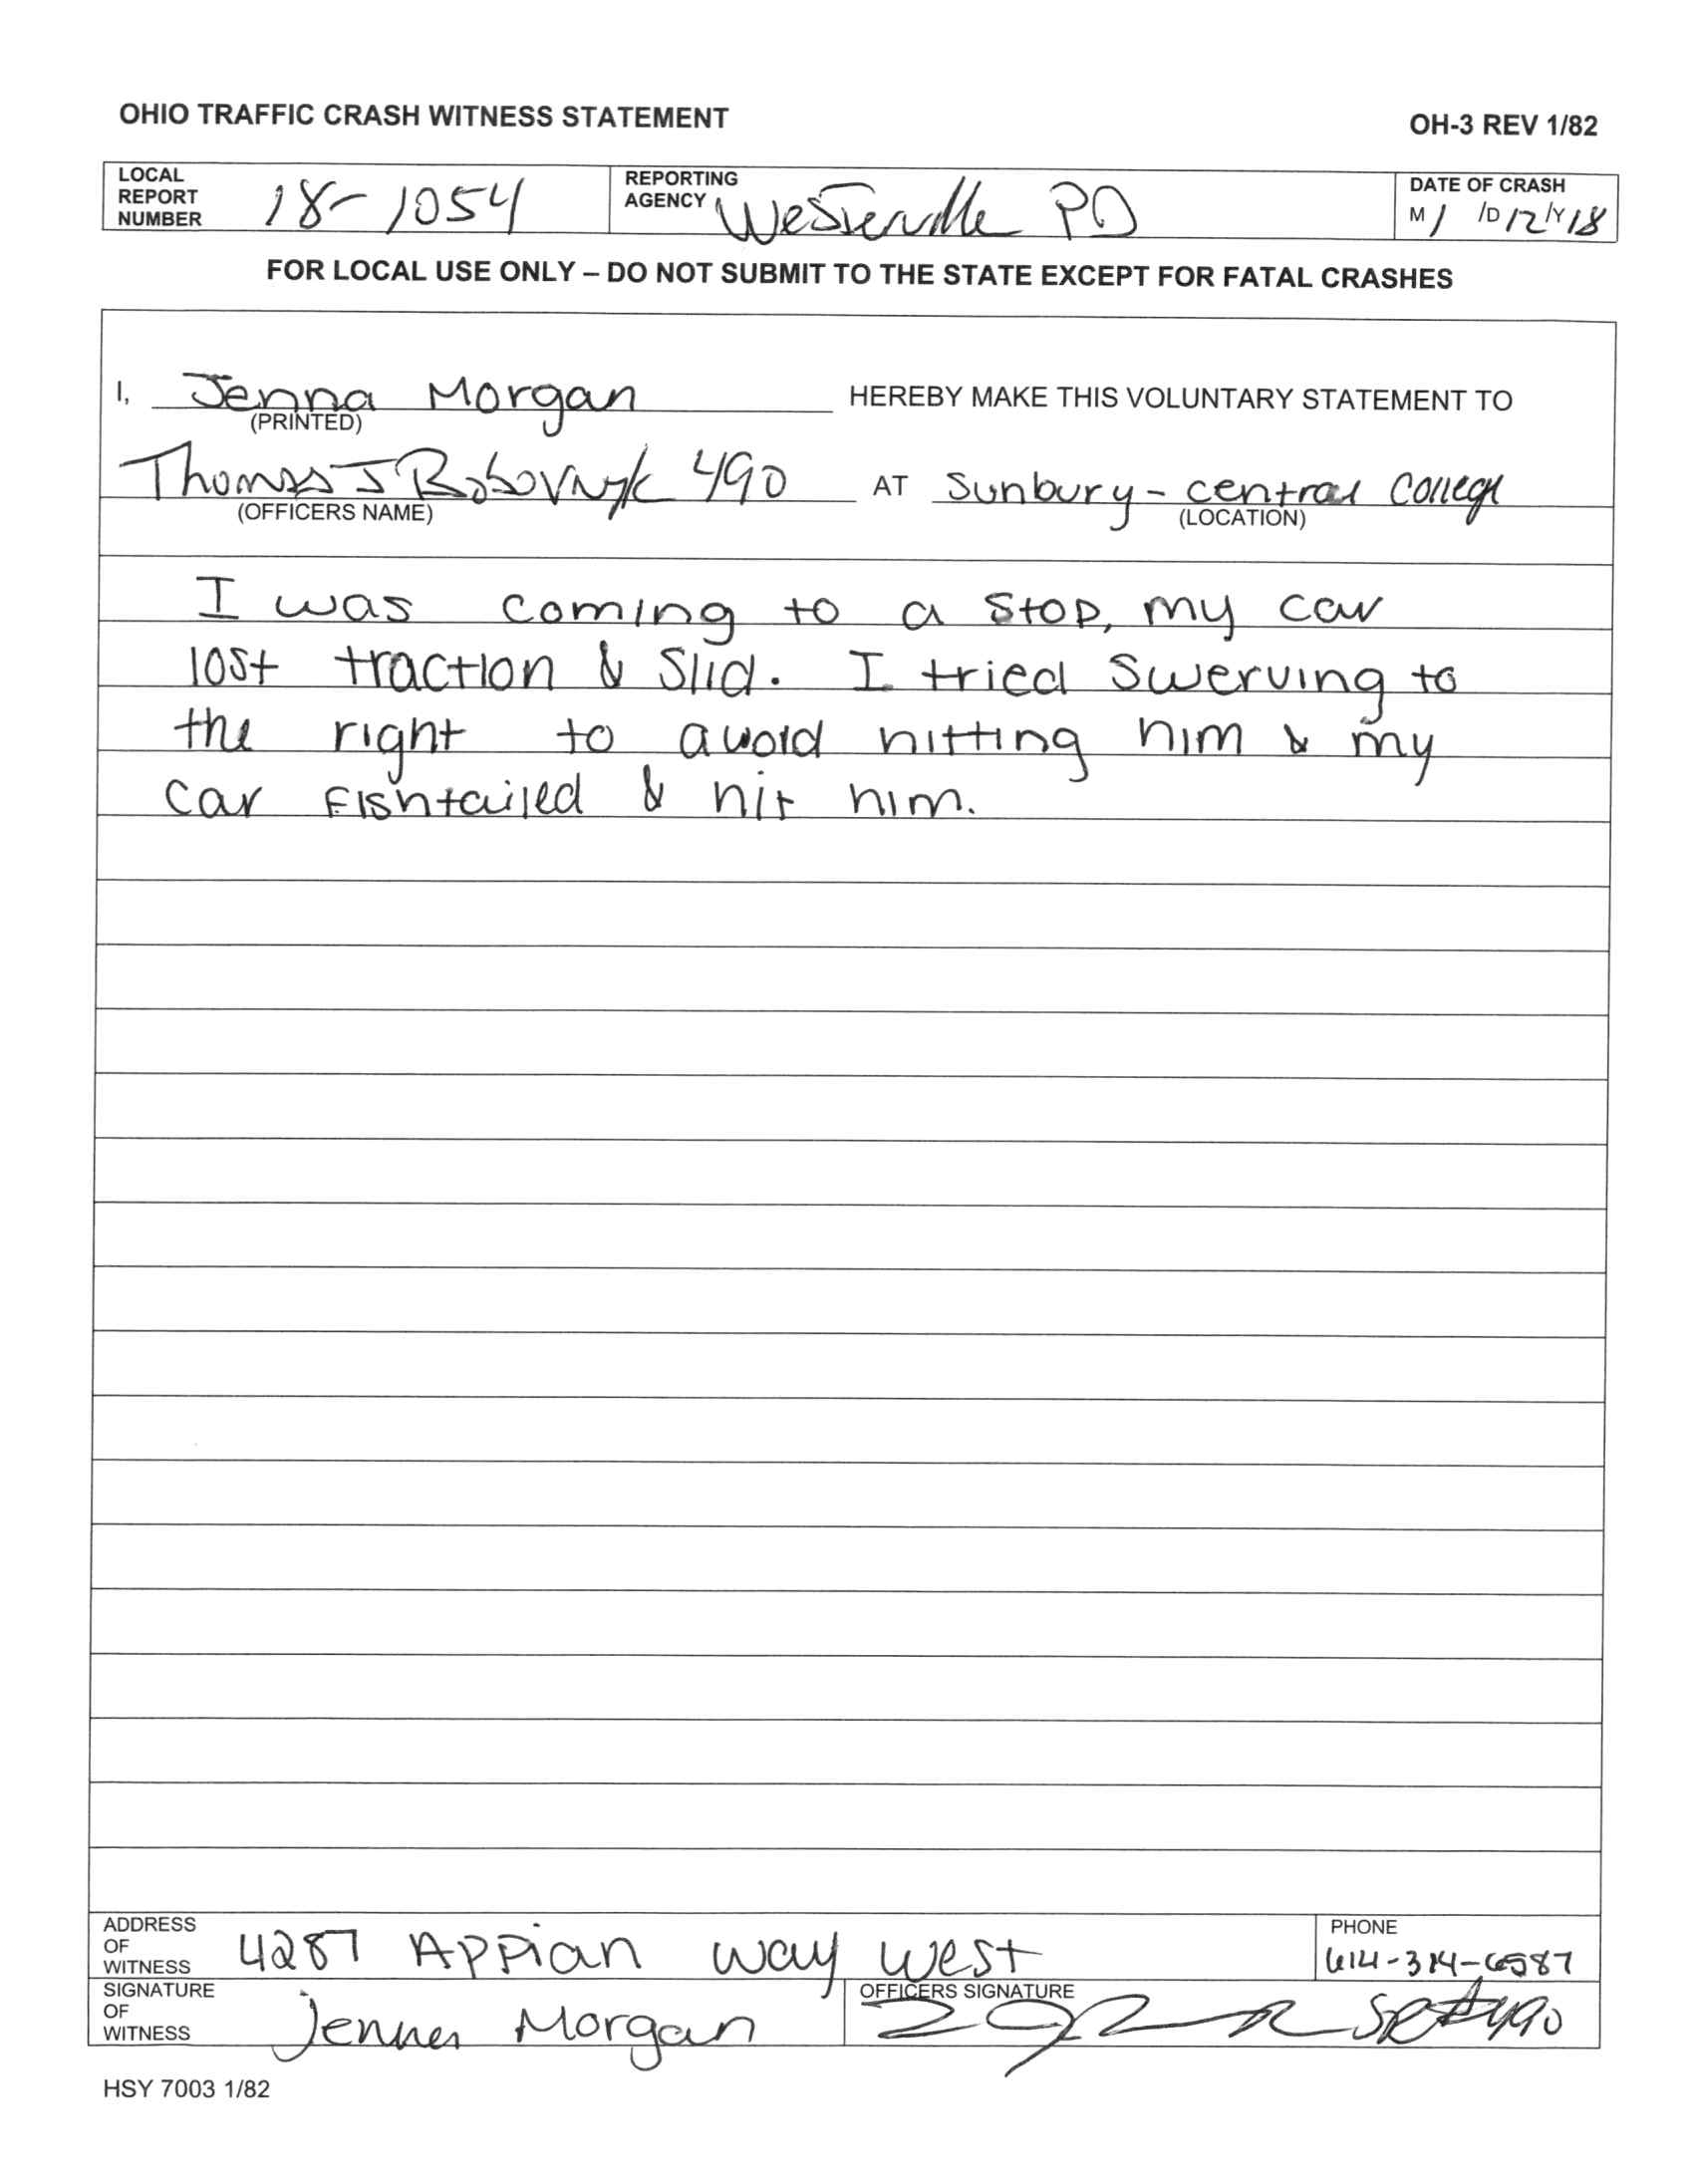 OHIO TRAFFIC CRASH WITNESS STATEMENT
OH-3 REV 1/82
LOCAL REPORT NUMBER 18-1054
REPORTING AGENCY Westerville PD
DATE OF CRASH
M 1 /D 12 /Y 18
FOR LOCAL USE ONLY – DO NOT SUBMIT TO THE STATE EXCEPT FOR FATAL CRASHES
I, Jenna Morgan HEREBY MAKE THIS VOLUNTARY STATEMENT TO
(PRINTED)
Thomas J 490 AT Sunbury - central college
(OFFICERS NAME) (LOCATION)
I was coming to a stop, my car
lost traction & slid. I tried swerving to
the right to avoid hitting him & my
car fishtailed & hit him.
ADDRESS OF WITNESS 4287 Appian way west
PHONE
614-314-6587
SIGNATURE OF WITNESS Jenna Morgan
OFFICERS SIGNATURE
490
HSY 7003 1/82